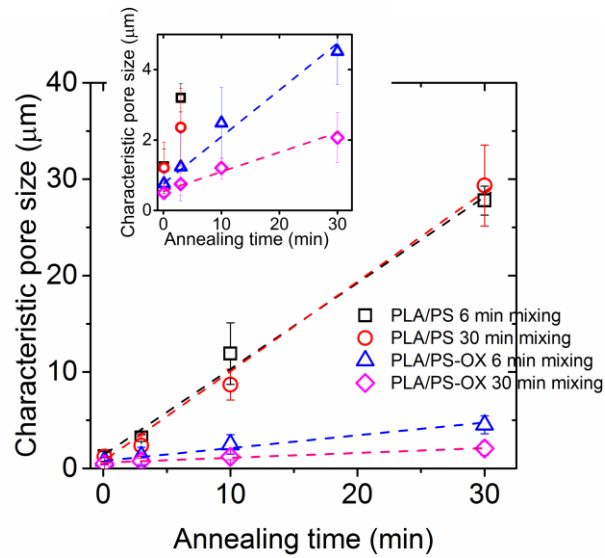 Characteristic pore size (μm)
4
2
0
0
10
20
30
Annealing time (min)
Characteristic pore size (μm)
40
30
20
10
0
PLA/PS 6 min mixing
PLA/PS 30 min mixing
PLA/PS-OX 6 min mixing
PLA/PS-OX 30 min mixing
0
10
20
30
Annealing time (min)